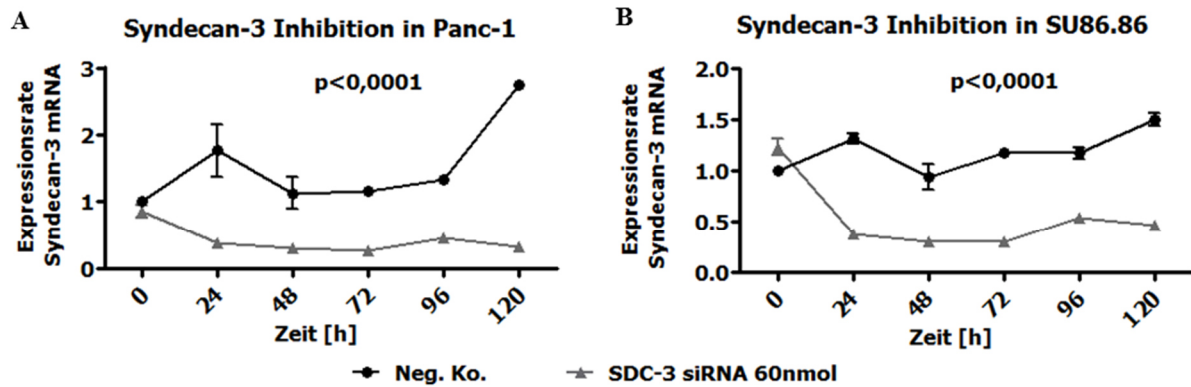 A
Syndecan-3 Inhibition in Panc-1
Expressionsrate
Syndecan-3 mRNA
3
2
1
0
p<0,0001
0
24
48
72
96
120
Zeit [h]
B
Syndecan-3 Inhibition in SU86.86
Expressionsrate
Syndecan-3 mRNA
2.0
1.5
1.0
0.5
0.0
p<0,0001
0
24
48
72
96
120
Zeit [h]
Neg. Ko.
SDC-3 siRNA 60nmol